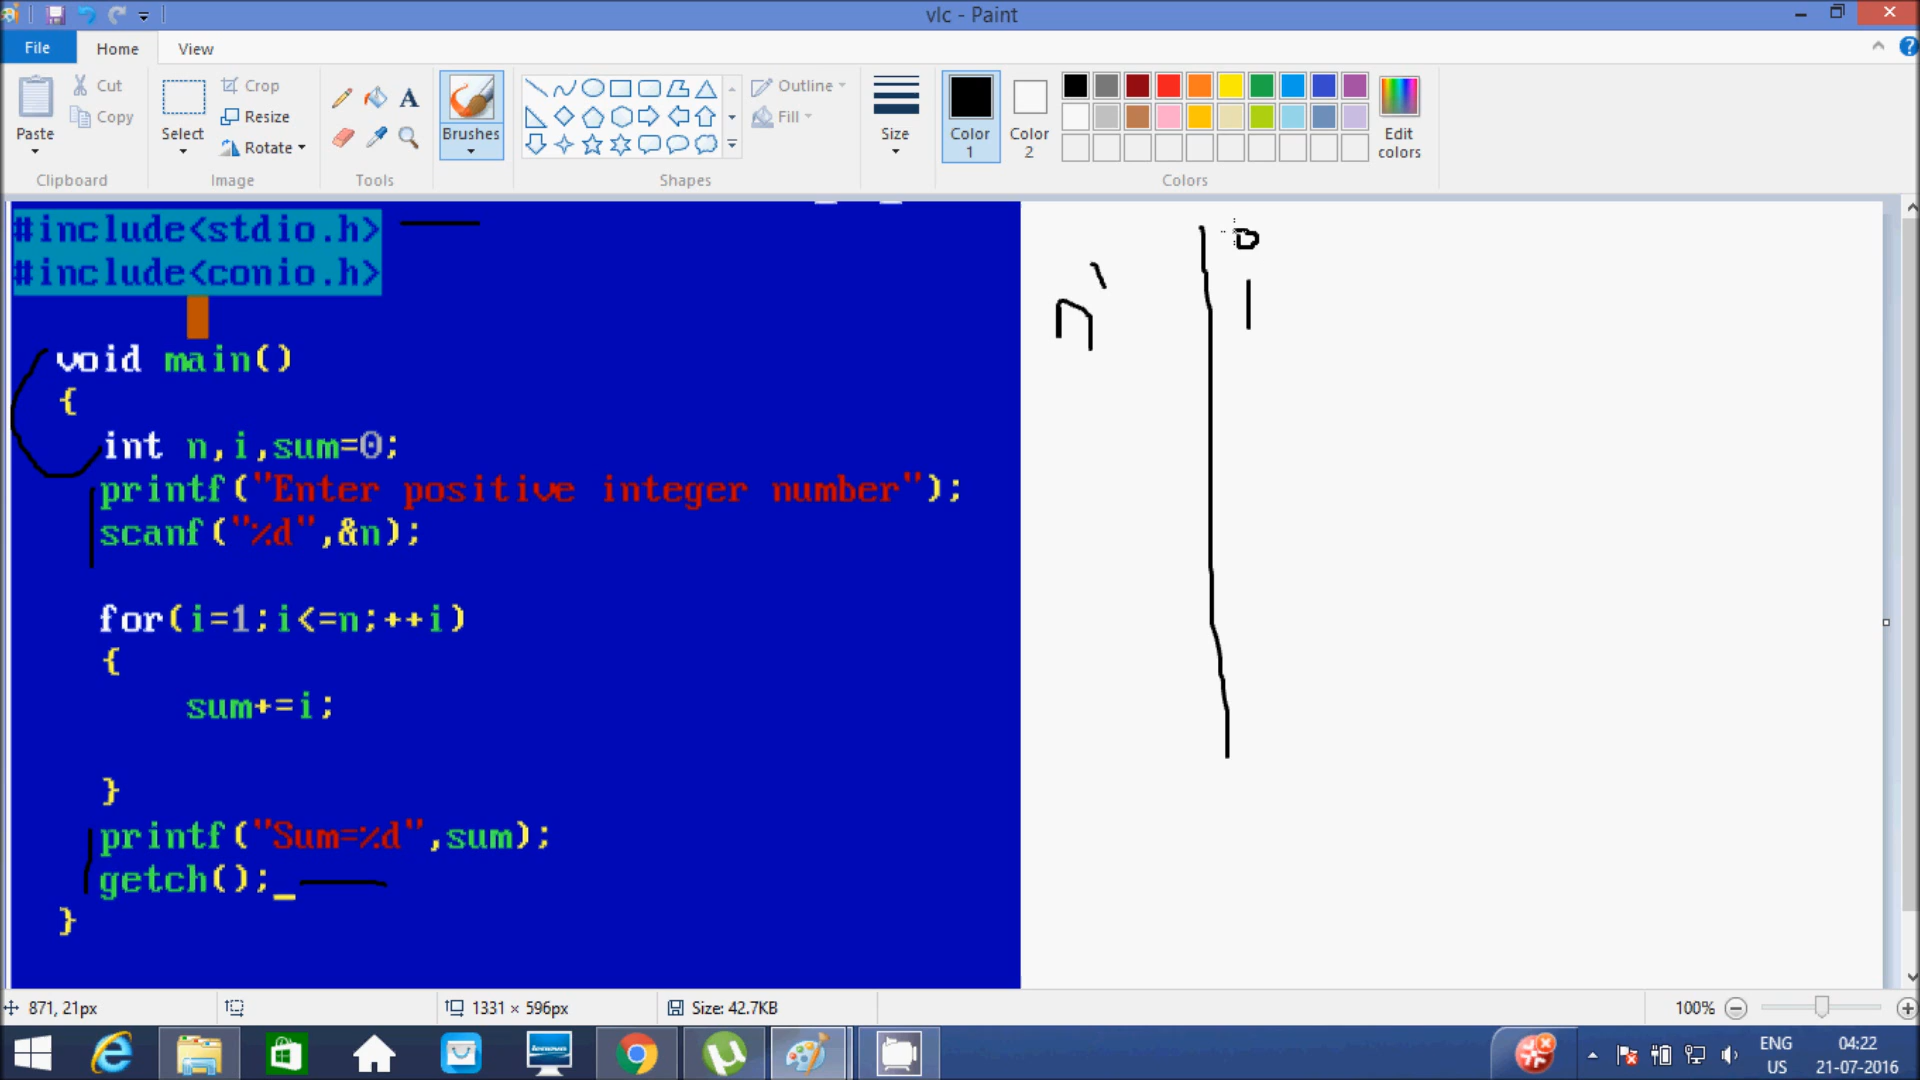 vlc - Paint
File Home View
Paste
Cut
Copy
Clipboard
Select
Crop
Resize
Rotate
Image
Tools
Brushes
Shapes
Outline
Fill
Size
Color 1
Color 2
Edit colors
Colors
#include<stdio.h>
#include<conio.h>
void main()
{
int n,i,sum=0;
printf("Enter positive integer number");
scanf("%d",&n);
for(i=1;i<=n;++i)
{
sum+=i;
}
printf("Sum=%d",sum);
getch();_
}
n
1
871, 21px
1331 × 596px
Size: 42.7KB
100%
ENG
US
04:22
21-07-2016